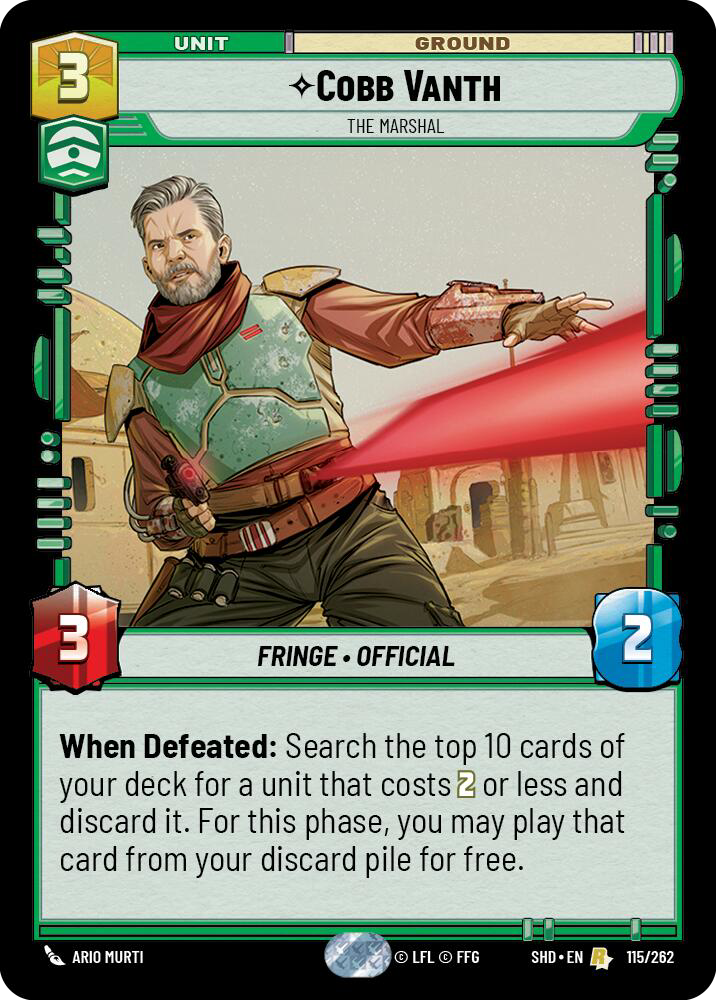 UNIT GROUND
3
✧COBB VANTH
THE MARSHAL
3
FRINGE • OFFICIAL
2
When Defeated: Search the top 10 cards of
your deck for a unit that costs 2 or less and
discard it. For this phase, you may play that
card from your discard pile for free.
ARIO MURTI © LFL © FFG SHD • EN R 115/262